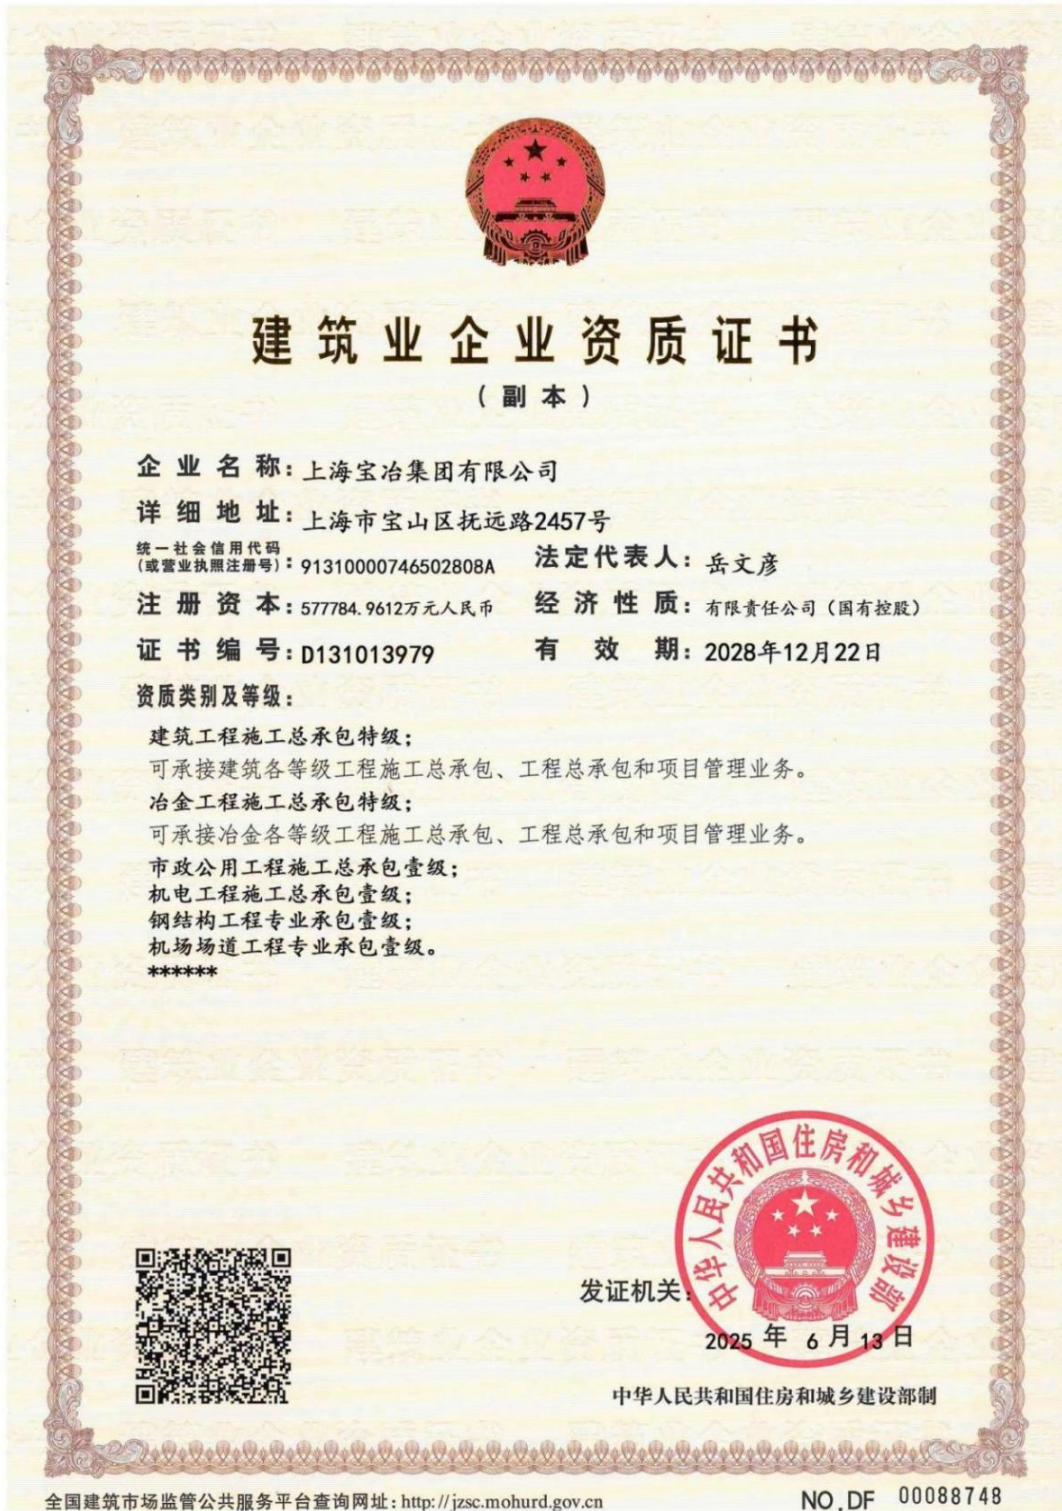 建筑业企业资质证书
（副本）
企业名称：上海宝冶集团有限公司
详细地址：上海市宝山区抚远路2457号
统一社会信用代码
（或营业执照注册号）：91310000746502808A 法定代表人：岳文彦
注册资本：577784.9612万元人民币 经济性质：有限责任公司（国有控股）
证书编号：D131013979 有效期：2028年12月22日
资质类别及等级：
建筑工程施工总承包特级；
可承接建筑各等级工程施工总承包、工程总承包和项目管理业务。
冶金工程施工总承包特级；
可承接冶金各等级工程施工总承包、工程总承包和项目管理业务。
市政公用工程施工总承包壹级；
机电工程施工总承包壹级；
钢结构工程专业承包壹级；
机场场道工程专业承包壹级。
******
中华人民共和国住房和城乡建设部
发证机关：
2025年6月13日
中华人民共和国住房和城乡建设部制
全国建筑市场监管公共服务平台查询网址：http://jzsc.mohurd.gov.cn NO.DF 00088748